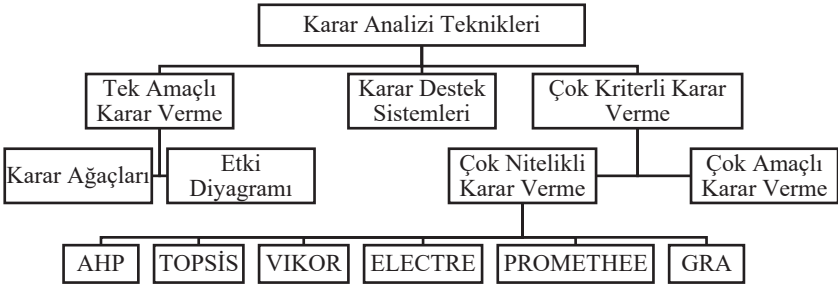 Karar Analizi Teknikleri
Tek Amaçlı
Karar Verme
Karar Destek
Sistemleri
Çok Kriterli Karar
Verme
Karar Ağaçları
Etki
Diyagramı
Çok Nitelikli
Karar Verme
Çok Amaçlı
Karar Verme
AHP
TOPSİS
VIKOR
ELECTRE
PROMETHEE
GRA